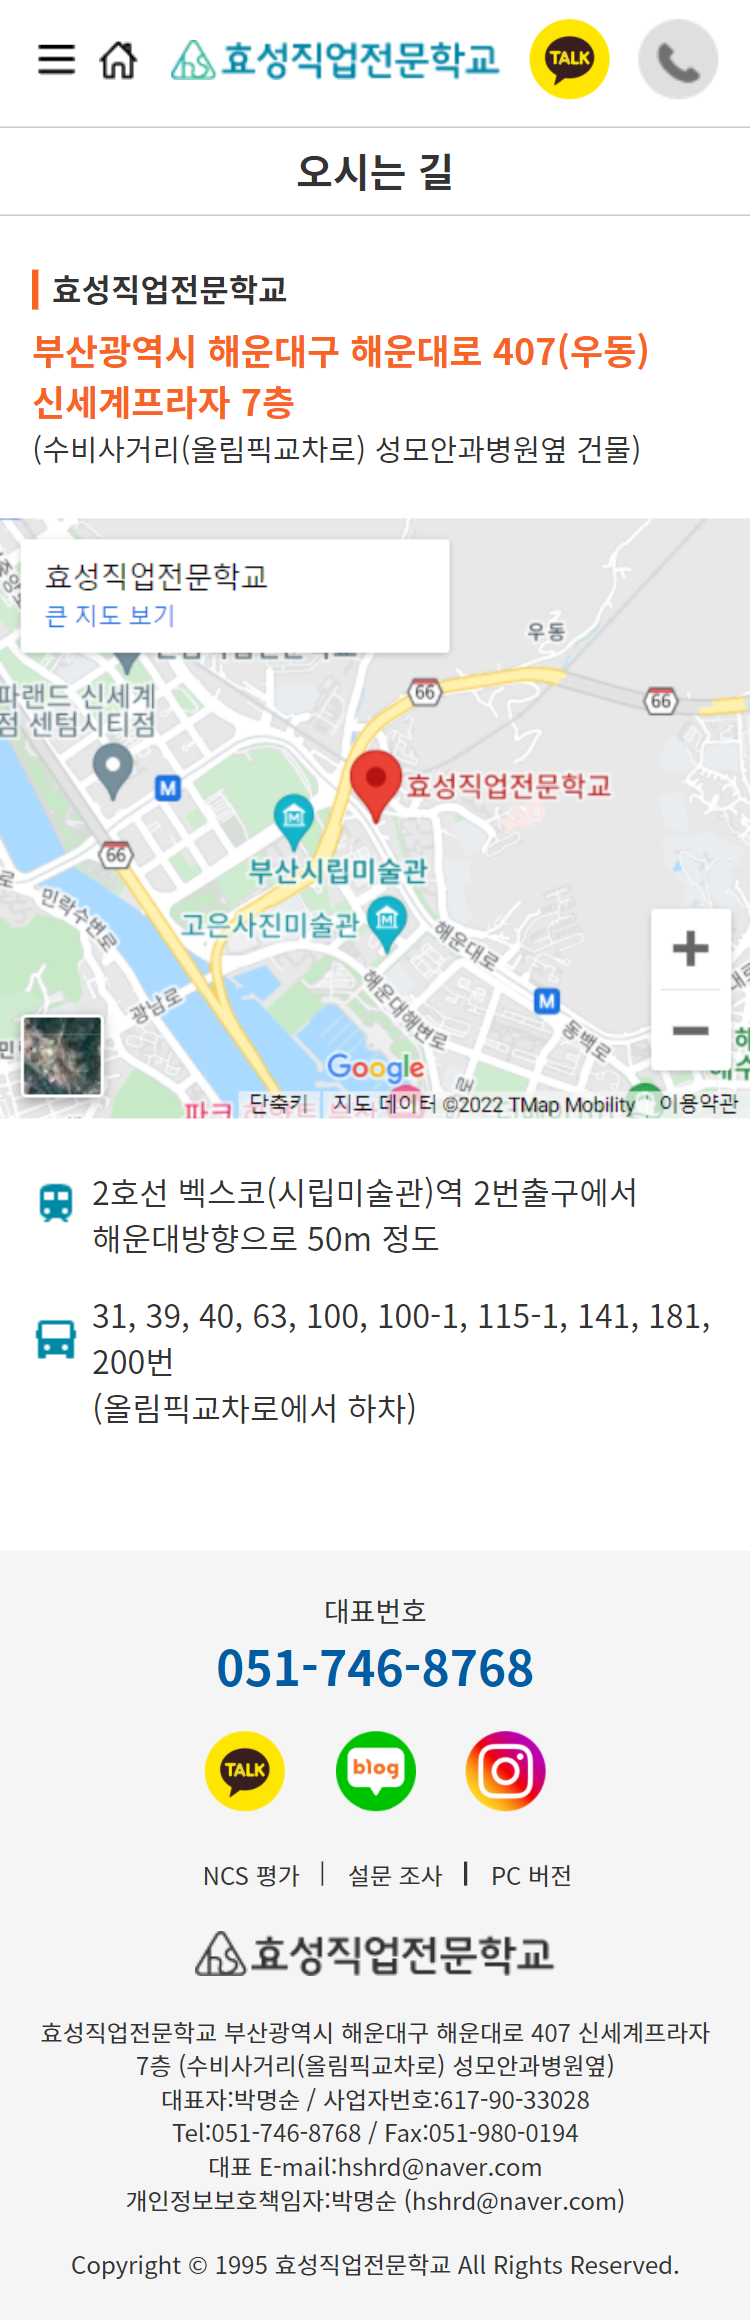 효성직업전문학교
TALK
오시는 길
효성직업전문학교
부산광역시 해운대구 해운대로 407(우동)
신세계프라자 7층
(수비사거리(올림픽교차로) 성모안과병원옆 건물)
효성직업전문학교
큰 지도 보기
우동
파랜드 신세계
점 센텀시티점
66
66
M
효성직업전문학교
66
부산시립미술관
고은사진미술관
민락수변로
해운대로
광남로
해운대해변로
M
동백로
Google
단축키
지도 데이터 ©2022 TMap Mobility
이용약관
2호선 벡스코(시립미술관)역 2번출구에서
해운대방향으로 50m 정도
31, 39, 40, 63, 100, 100-1, 115-1, 141, 181,
200번
(올림픽교차로에서 하차)
대표번호
051-746-8768
TALK
blog
NCS 평가 | 설문 조사 | PC 버전
효성직업전문학교
효성직업전문학교 부산광역시 해운대구 해운대로 407 신세계프라자
7층 (수비사거리(올림픽교차로) 성모안과병원옆)
대표자:박명순 / 사업자번호:617-90-33028
Tel:051-746-8768 / Fax:051-980-0194
대표 E-mail:hshrd@naver.com
개인정보보호책임자:박명순 (hshrd@naver.com)
Copyright © 1995 효성직업전문학교 All Rights Reserved.